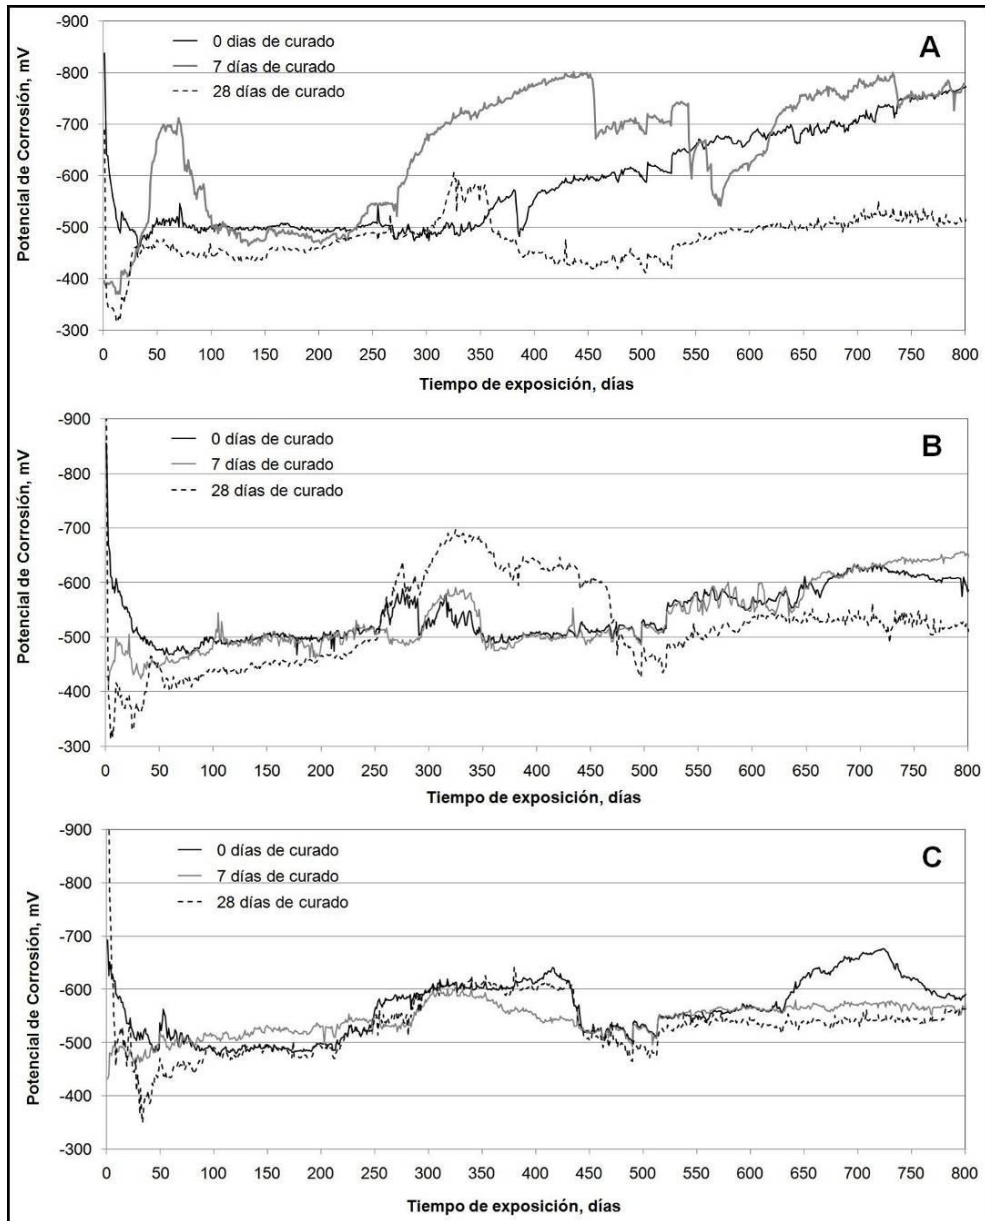 A
0 dias de curado
7 días de curado
28 días de curado
-900
-800
-700
-600
-500
-400
-300
Potencial de Corrosión, mV
0 50 100 150 200 250 300 350 400 450 500 550 600 650 700 750 800
Tiempo de exposición, días
B
0 días de curado
7 días de curado
28 días de curado
-900
-800
-700
-600
-500
-400
-300
Potencial de Corrosión, mV
0 50 100 150 200 250 300 350 400 450 500 550 600 650 700 750 800
Tiempo de exposición, días
C
0 días de curado
7 días de curado
28 días de curado
-900
-800
-700
-600
-500
-400
-300
Potencial de Corrosión, mV
0 50 100 150 200 250 300 350 400 450 500 550 600 650 700 750 800
Tiempo de exposición, días